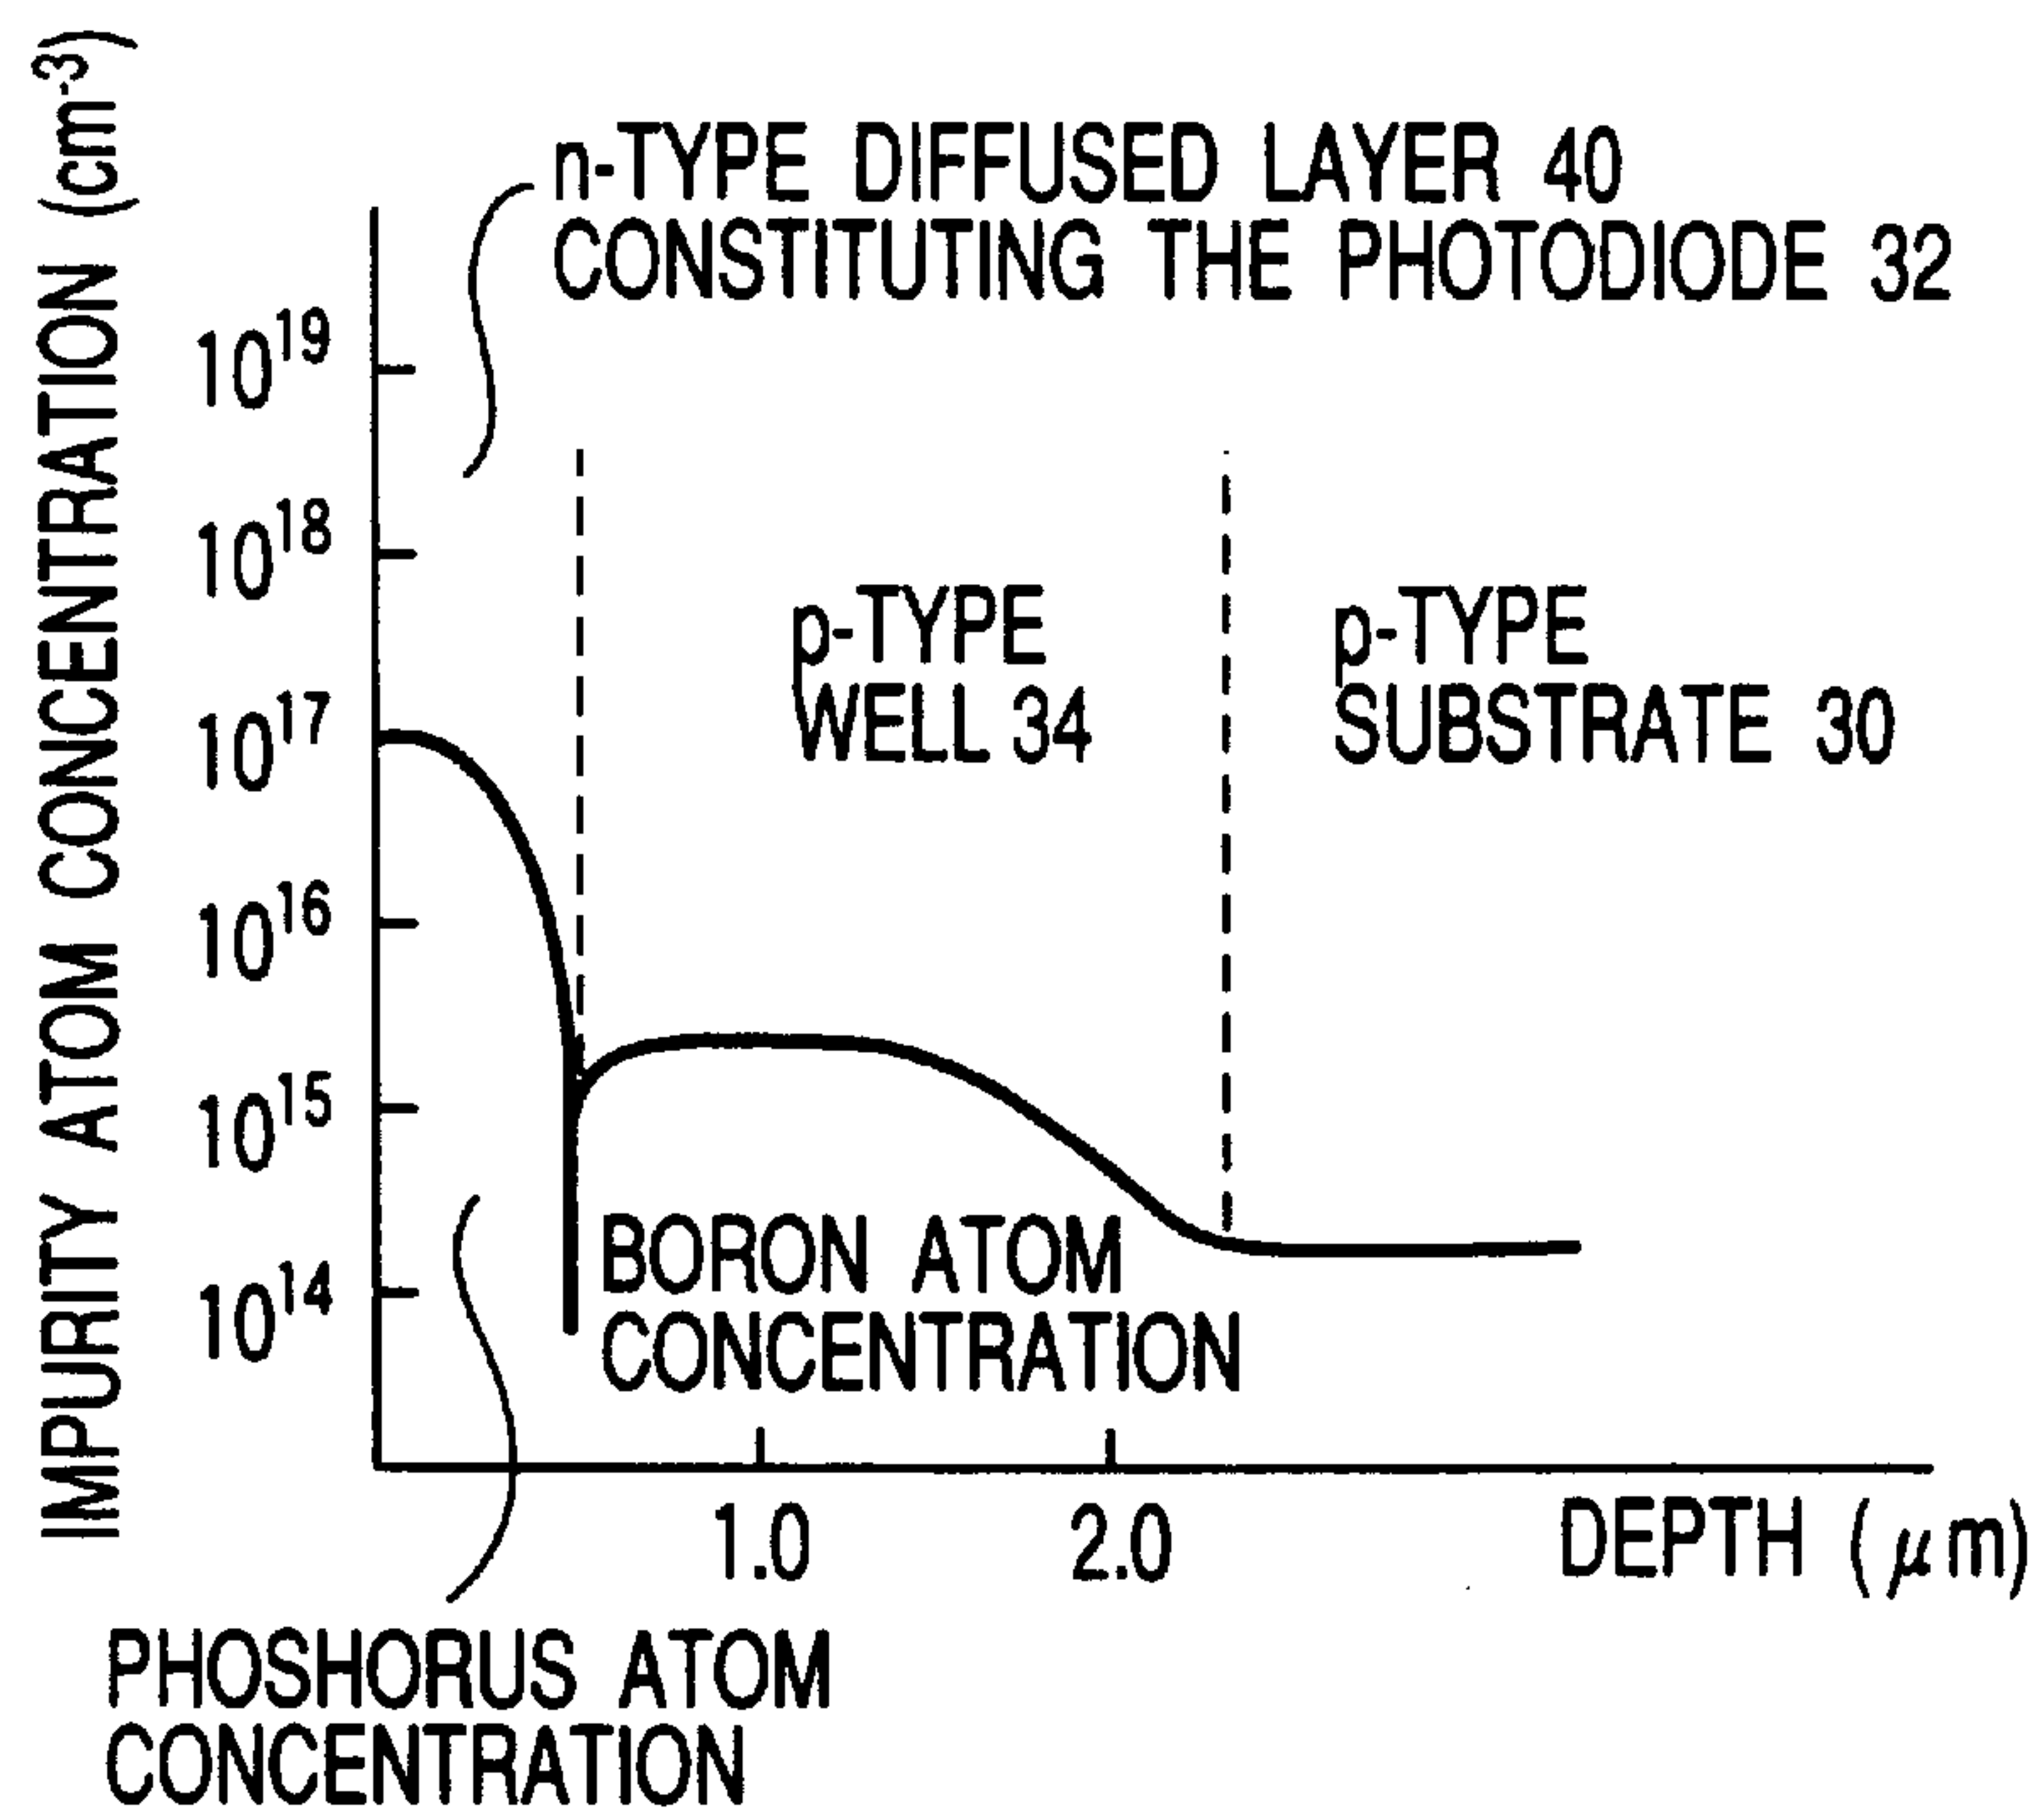 IMPURITY ATOM CONCENTRATION (cm-3)
n-TYPE DIFFUSED LAYER 40
CONSTITUTING THE PHOTODIODE 32
10^19
10^18
10^17
10^16
10^15
10^14
p-TYPE
WELL 34
p-TYPE
SUBSTRATE 30
BORON ATOM
CONCENTRATION
1.0
2.0
DEPTH (μm)
PHOSHORUS ATOM
CONCENTRATION